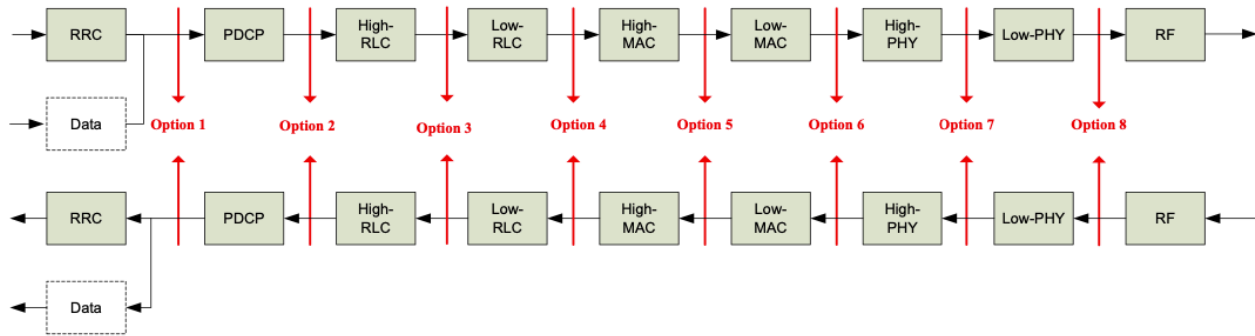 RRC
PDCP
High-
RLC
Low-
RLC
High-
MAC
Low-
MAC
High-
PHY
Low-PHY
RF
Data
Option 1
Option 2
Option 3
Option 4
Option 5
Option 6
Option 7
Option 8
RRC
PDCP
High-
RLC
Low-
RLC
High-
MAC
Low-
MAC
High-
PHY
Low-PHY
RF
Data